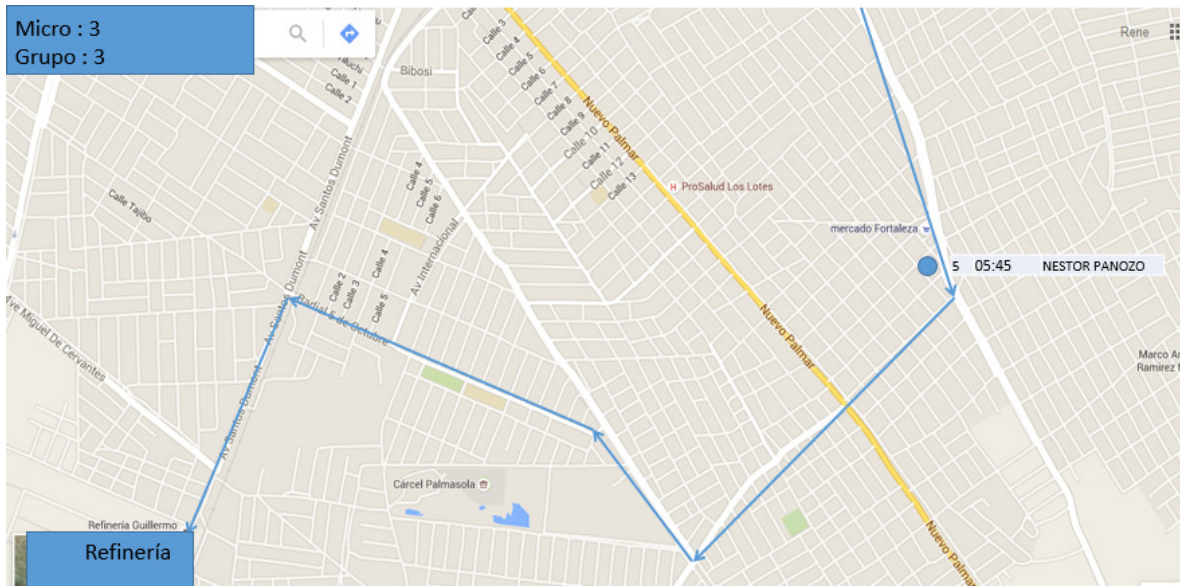 Micro : 3
Grupo : 3
Rene
Calle 1
Calle 2
Bibosi
Calle 3
Calle 4
Calle 5
Calle 6
Calle 7
Calle 8
Calle 9
Calle 10
Calle 11
Calle 12
Calle 13
Nuevo Palmar
ProSalud Los Lotes
Av Santos Dumont
Calle 4
Calle 5
Calle 6
Calle Tajibo
Av Internacional
mercado Fortaleza
5 05:45 NESTOR PANOZO
Calle 2
Calle 3
Calle 4
Calle 5
Av Santos Dumont
Radial 5 de Octubre
Ave Miguel De Cervantes
Nuevo Palmar
Marco
Ramirez
Av Santos Dumont
Cárcel Palmasola
Refinería Guillermo
Refinería
Nuevo Palmar